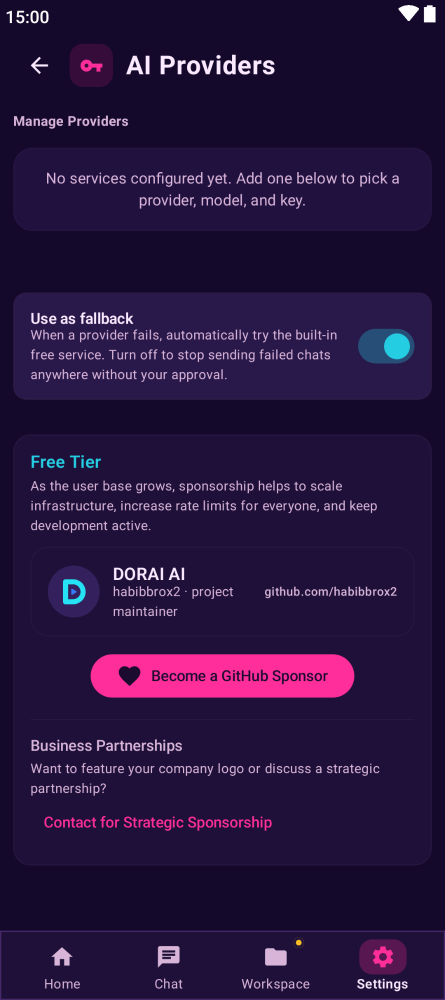 15:00
AI Providers
Manage Providers
No services configured yet. Add one below to pick a
provider, model, and key.
Use as fallback
When a provider fails, automatically try the built-in
free service. Turn off to stop sending failed chats
anywhere without your approval.
Free Tier
As the user base grows, sponsorship helps to scale
infrastructure, increase rate limits for everyone, and keep
development active.
DORAI AI
habibbrox2 · project
maintainer
github.com/habibbrox2
Become a GitHub Sponsor
Business Partnerships
Want to feature your company logo or discuss a strategic
partnership?
Contact for Strategic Sponsorship
Home
Chat
Workspace
Settings